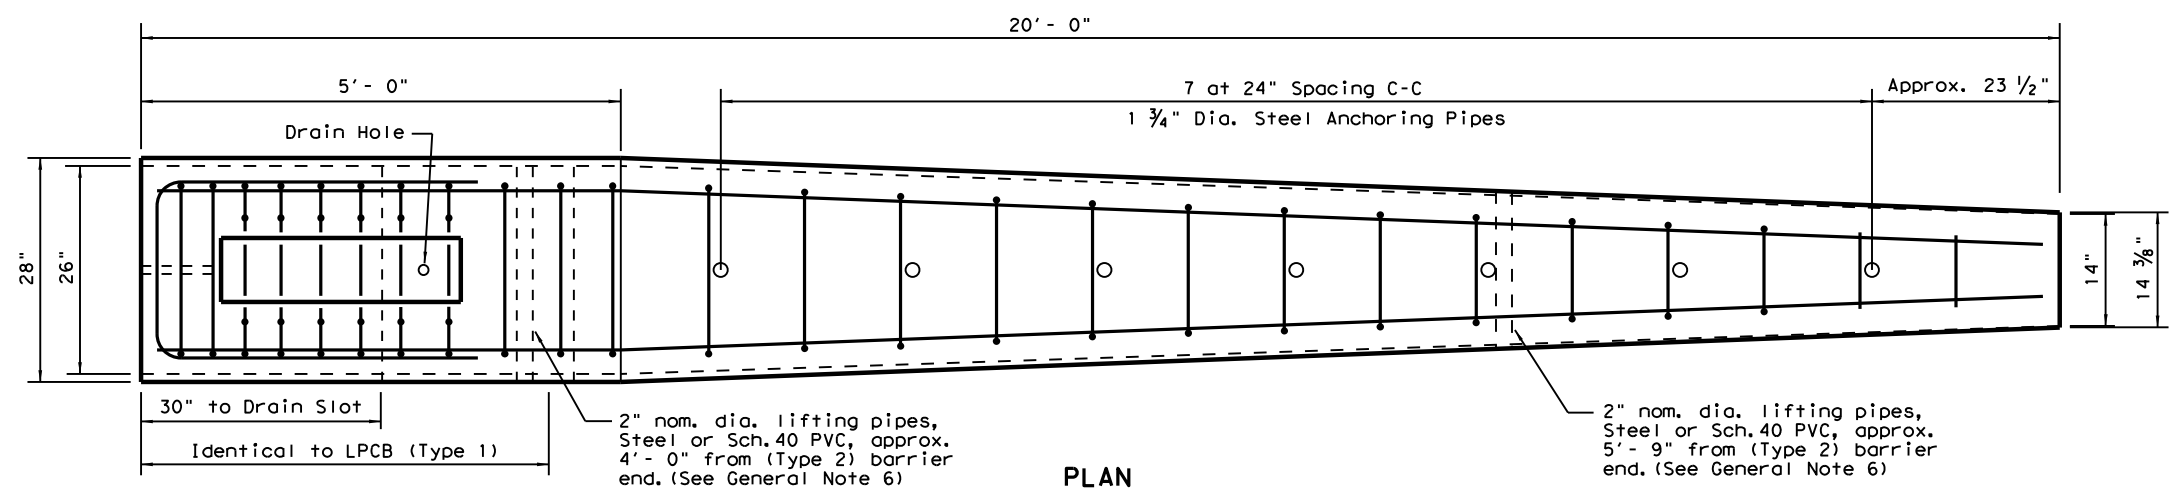 20'- 0"
5'- 0"
7 at 24" Spacing C-C
Approx. 23 ½"
1 ¾" Dia. Steel Anchoring Pipes
Drain Hole
28"
26"
14"
14 ⅜"
30" to Drain Slot
Identical to LPCB (Type 1)
2" nom. dia. lifting pipes,
Steel or Sch.40 PVC, approx.
4'- 0" from (Type 2) barrier
end.(See General Note 6)
PLAN
2" nom. dia. lifting pipes,
Steel or Sch.40 PVC, approx.
5'- 9" from (Type 2) barrier
end.(See General Note 6)